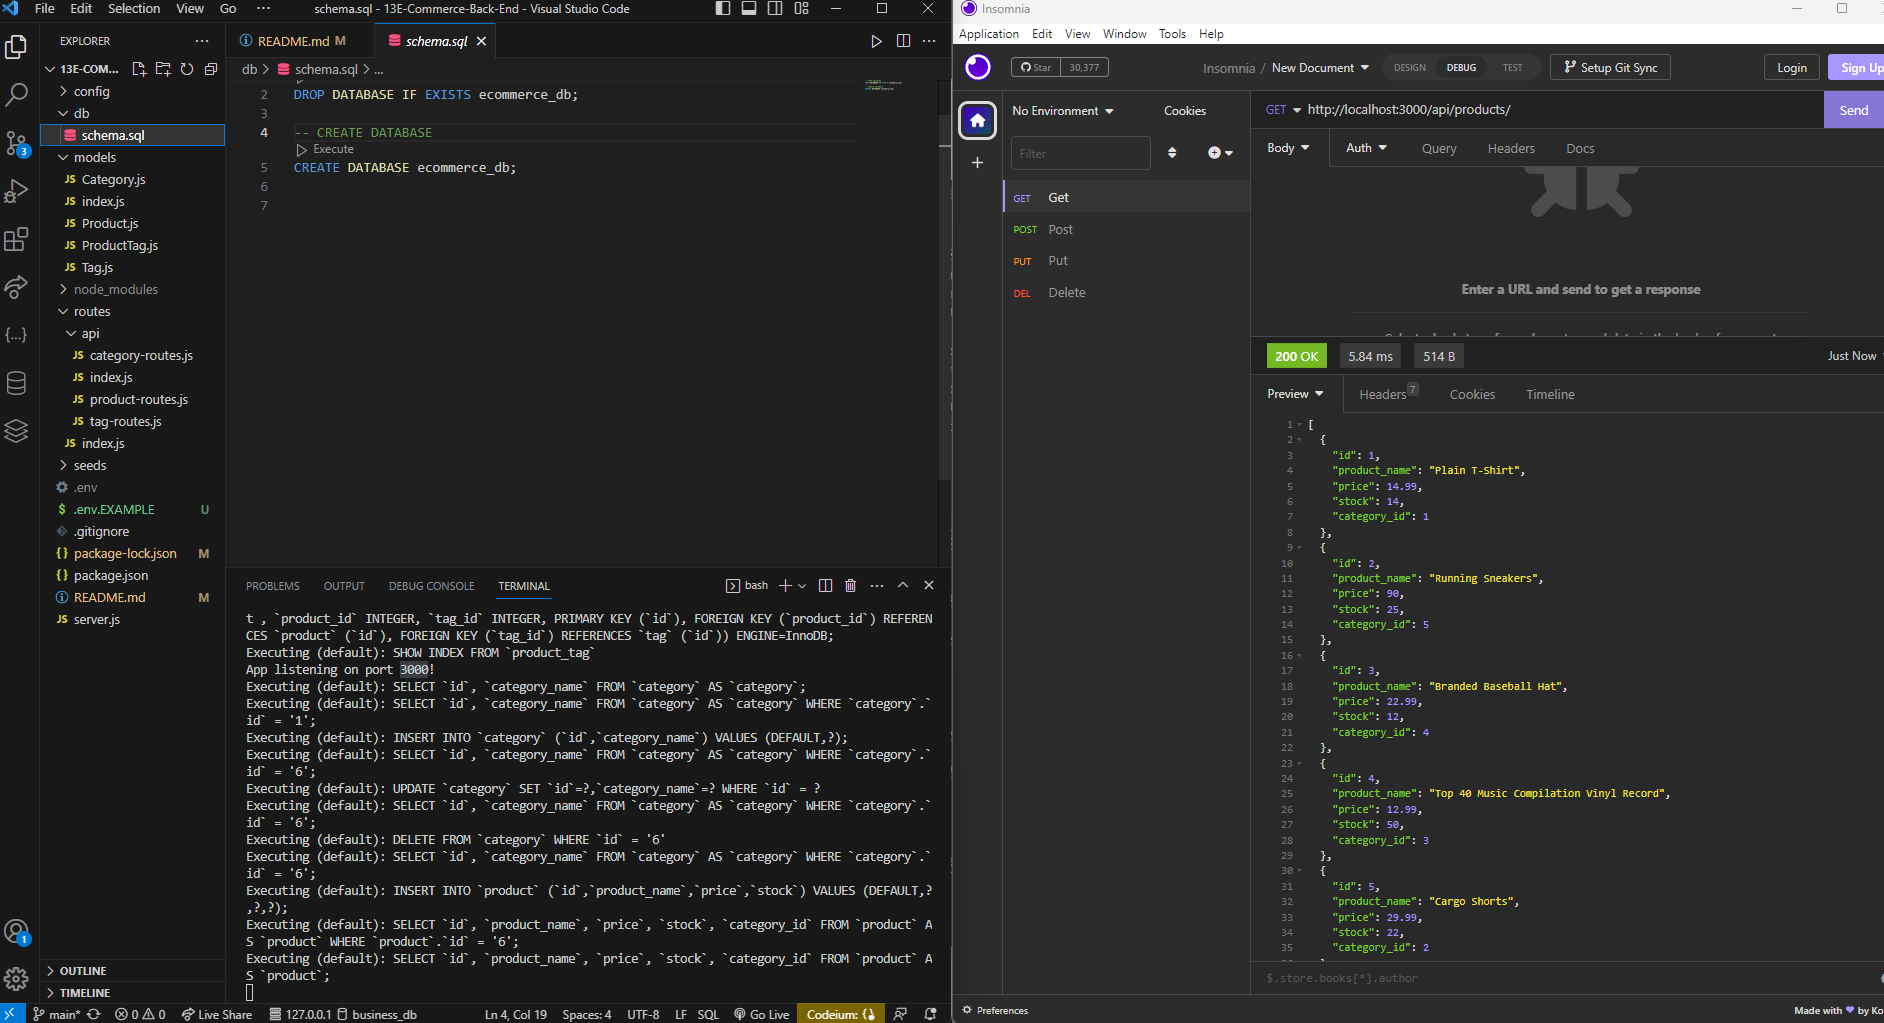 File Edit Selection View Go ··· schema.sql - 13E-Commerce-Back-End - Visual Studio Code
EXPLORER ···
13E-COM...
config
db
schema.sql
models
JS Category.js
JS index.js
JS Product.js
JS ProductTag.js
JS Tag.js
node_modules
routes
api
JS category-routes.js
JS index.js
JS product-routes.js
JS tag-routes.js
JS index.js
seeds
.env
$ .env.EXAMPLE U
.gitignore
{} package-lock.json M
{} package.json
README.md M
JS server.js
OUTLINE
TIMELINE
3
1
README.md M schema.sql
db > schema.sql > ...
2 DROP DATABASE IF EXISTS ecommerce_db;
3
4 -- CREATE DATABASE
Execute
5 CREATE DATABASE ecommerce_db;
6
7
PROBLEMS OUTPUT DEBUG CONSOLE TERMINAL bash
t , `product_id` INTEGER, `tag_id` INTEGER, PRIMARY KEY (`id`), FOREIGN KEY (`product_id`) REFEREN
CES `product` (`id`), FOREIGN KEY (`tag_id`) REFERENCES `tag` (`id`)) ENGINE=InnoDB;
Executing (default): SHOW INDEX FROM `product_tag`
App listening on port 3000!
Executing (default): SELECT `id`, `category_name` FROM `category` AS `category`;
Executing (default): SELECT `id`, `category_name` FROM `category` AS `category` WHERE `category`.`
id` = '1';
Executing (default): INSERT INTO `category` (`id`,`category_name`) VALUES (DEFAULT,?);
Executing (default): SELECT `id`, `category_name` FROM `category` AS `category` WHERE `category`.`
id` = '6';
Executing (default): UPDATE `category` SET `id`=?,`category_name`=? WHERE `id` = ?
Executing (default): SELECT `id`, `category_name` FROM `category` AS `category` WHERE `category`.`
id` = '6';
Executing (default): DELETE FROM `category` WHERE `id` = '6'
Executing (default): SELECT `id`, `category_name` FROM `category` AS `category` WHERE `category`.`
id` = '6';
Executing (default): INSERT INTO `product` (`id`,`product_name`,`price`,`stock`) VALUES (DEFAULT,?
,?,?);
Executing (default): SELECT `id`, `product_name`, `price`, `stock`, `category_id` FROM `product` A
S `product` WHERE `product`.`id` = '6';
Executing (default): SELECT `id`, `product_name`, `price`, `stock`, `category_id` FROM `product` A
S `product`;
main* 0 0 Live Share 127.0.0.1 business_db Ln 4, Col 19 Spaces: 4 UTF-8 LF SQL Go Live Codeium: {}
Insomnia
Application Edit View Window Tools Help
Star 30,377 Insomnia / New Document DESIGN DEBUG TEST Setup Git Sync Login Sign Up
No Environment Cookies
Filter
GET Get
POST Post
PUT Put
DEL Delete
GET http://localhost:3000/api/products/ Send
Body Auth Query Headers Docs
Enter a URL and send to get a response
200 OK 5.84 ms 514 B Just Now
Preview Headers 7 Cookies Timeline
1 [
2 {
3 "id": 1,
4 "product_name": "Plain T-Shirt",
5 "price": 14.99,
6 "stock": 14,
7 "category_id": 1
8 },
9 {
10 "id": 2,
11 "product_name": "Running Sneakers",
12 "price": 90,
13 "stock": 25,
14 "category_id": 5
15 },
16 {
17 "id": 3,
18 "product_name": "Branded Baseball Hat",
19 "price": 22.99,
20 "stock": 12,
21 "category_id": 4
22 },
23 {
24 "id": 4,
25 "product_name": "Top 40 Music Compilation Vinyl Record",
26 "price": 12.99,
27 "stock": 50,
28 "category_id": 3
29 },
30 {
31 "id": 5,
32 "product_name": "Cargo Shorts",
33 "price": 29.99,
34 "stock": 22,
35 "category_id": 2
$.store.books[*].author
Preferences Made with by Ko